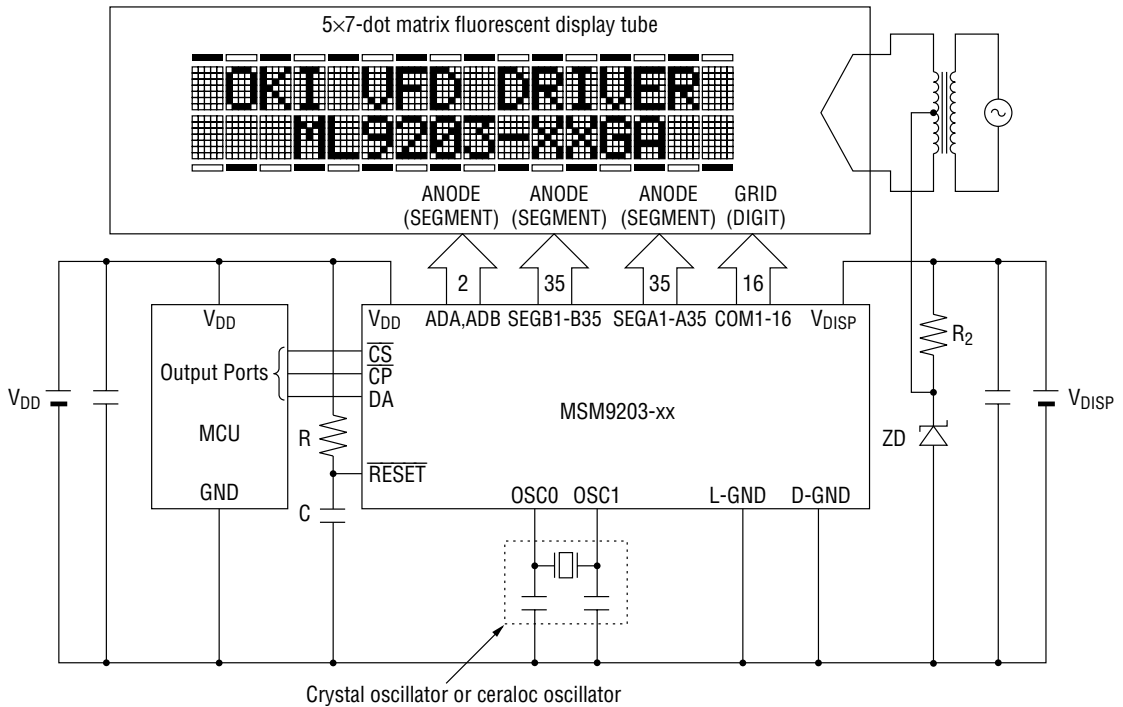 5×7-dot matrix fluorescent display tube
OKI VFD DRIVER
ML9203-XXGA
ANODE (SEGMENT)
ANODE (SEGMENT)
ANODE (SEGMENT)
GRID (DIGIT)
2
35
35
16
VDD
VDD
ADA,ADB
SEGB1-B35
SEGA1-A35
COM1-16
VDISP
R2
CS
Output Ports
CP
DA
VDD
MCU
R
MSM9203-xx
ZD
VDISP
RESET
GND
C
OSC0
OSC1
L-GND
D-GND
Crystal oscillator or ceraloc oscillator